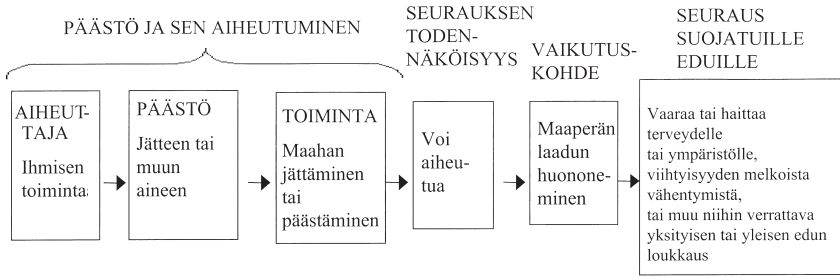 PÄÄSTÖ JA SEN AIHEUTUMINEN
SEURAUKSEN
TODEN-
NÄKÖISYYS
VAIKUTUS-
KOHDE
SEURAUS
SUOJATUILLE
EDUILLE
AIHEUT-
TAJA
Ihmisen
toiminta
PÄÄSTÖ
Jätteen tai
muun
aineen
TOIMINTA
Maahan
jättäminen
tai
päästäminen
Voi
aiheu-
tua
Maaperän
laadun
huonone-
minen
Vaaraa tai haittaa
terveydelle
tai ympäristölle,
viihtyisyyden melkoista
vähentymistä,
tai muu niihin verrattava
yksityisen tai yleisen edun
loukkaus